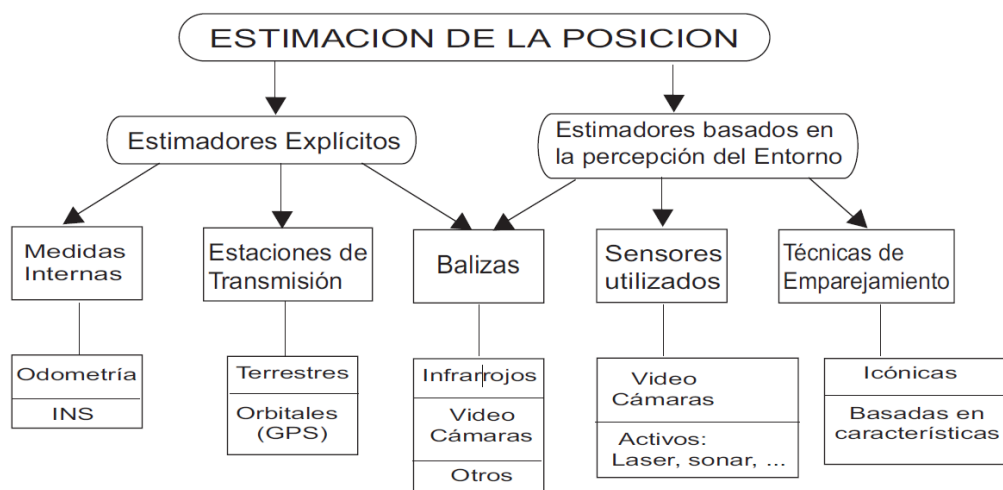 ESTIMACION DE LA POSICION
Estimadores Explícitos
Estimadores basados en
la percepción del Entorno
Medidas
Internas
Estaciones de
Transmisión
Balizas
Sensores
utilizados
Técnicas de
Emparejamiento
Odometría
INS
Terrestres
Orbitales
(GPS)
Infrarrojos
Video
Cámaras
Otros
Video
Cámaras
Activos:
Laser, sonar, ...
Icónicas
Basadas en
características